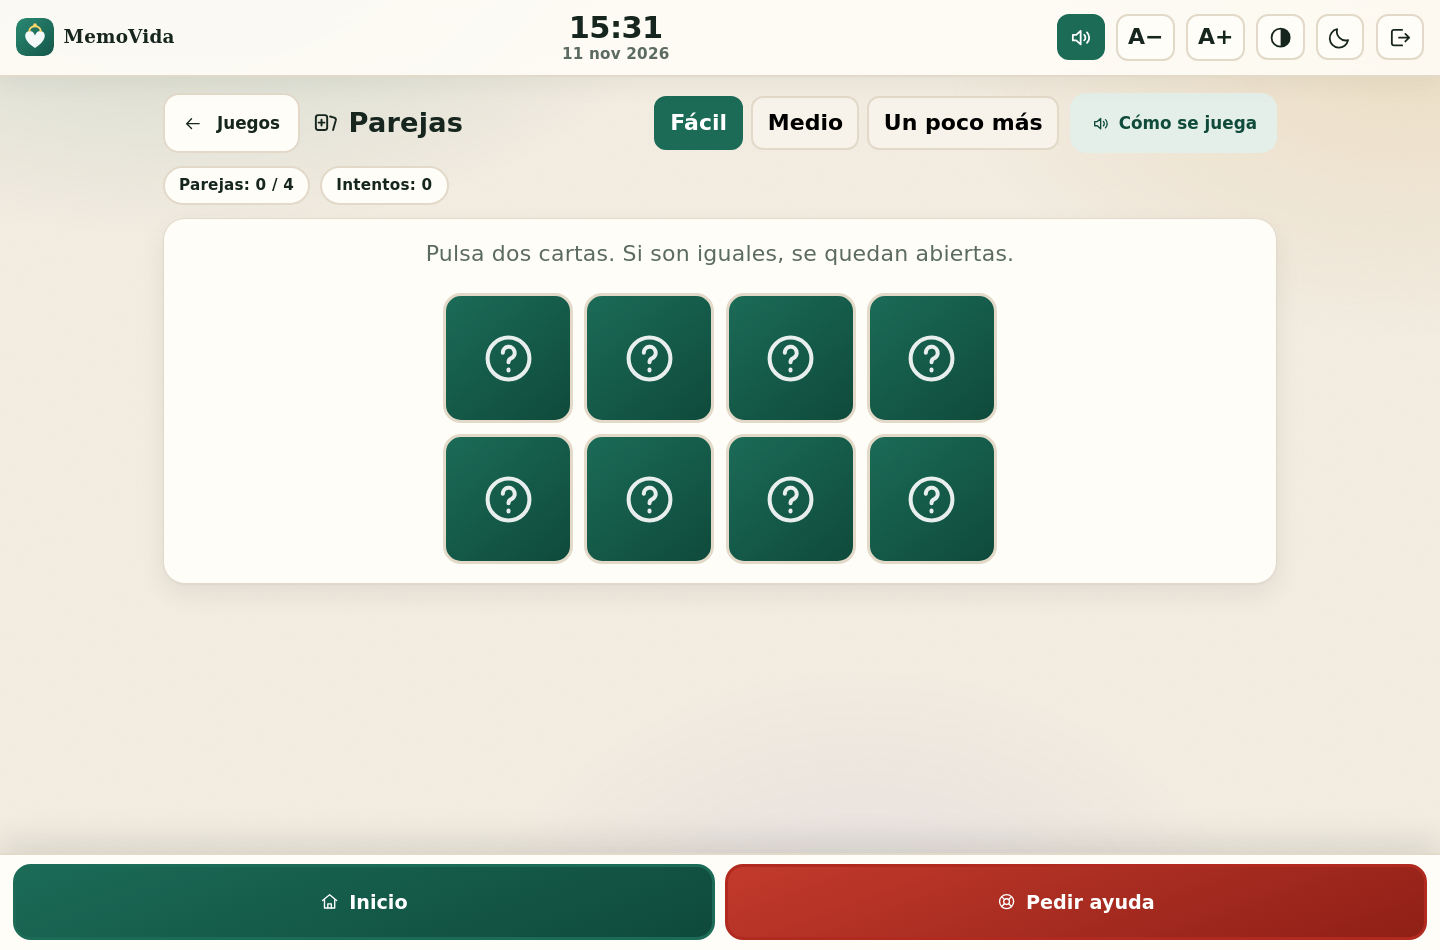 MemoVida
15:31
11 nov 2026
A−
A+
← Juegos
Parejas
Fácil
Medio
Un poco más
Cómo se juega
Parejas: 0 / 4
Intentos: 0
Pulsa dos cartas. Si son iguales, se quedan abiertas.
? ? ? ?
? ? ? ?
Inicio
Pedir ayuda